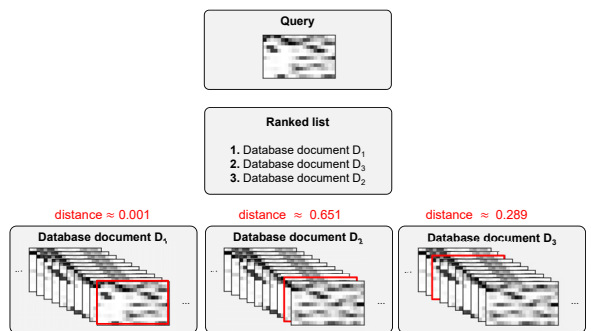 Query
Ranked list
1. Database document D₁
2. Database document D₃
3. Database document D₂
distance ≈ 0.001
distance ≈ 0.651
distance ≈ 0.289
Database document D₁
Database document D₂
Database document D₃
... ...
... ...
... ...